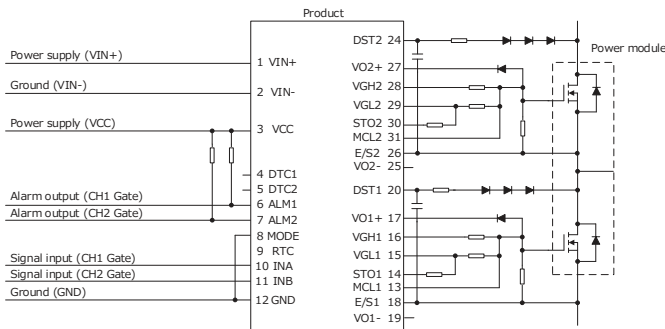 Product
Power module
Power supply (VIN+)
Ground (VIN-)
Power supply (VCC)
Alarm output (CH1 Gate)
Alarm output (CH2 Gate)
Signal input (CH1 Gate)
Signal input (CH2 Gate)
Ground (GND)
1 VIN+
2 VIN-
3 VCC
4 DTC1
5 DTC2
6 ALM1
7 ALM2
8 MODE
9 RTC
10 INA
11 INB
12 GND
DST2 24
VO2+ 27
VGH2 28
VGL2 29
STO2 30
MCL2 31
E/S2 26
VO2- 25
DST1 20
VO1+ 17
VGH1 16
VGL1 15
STO1 14
MCL1 13
E/S1 18
VO1- 19